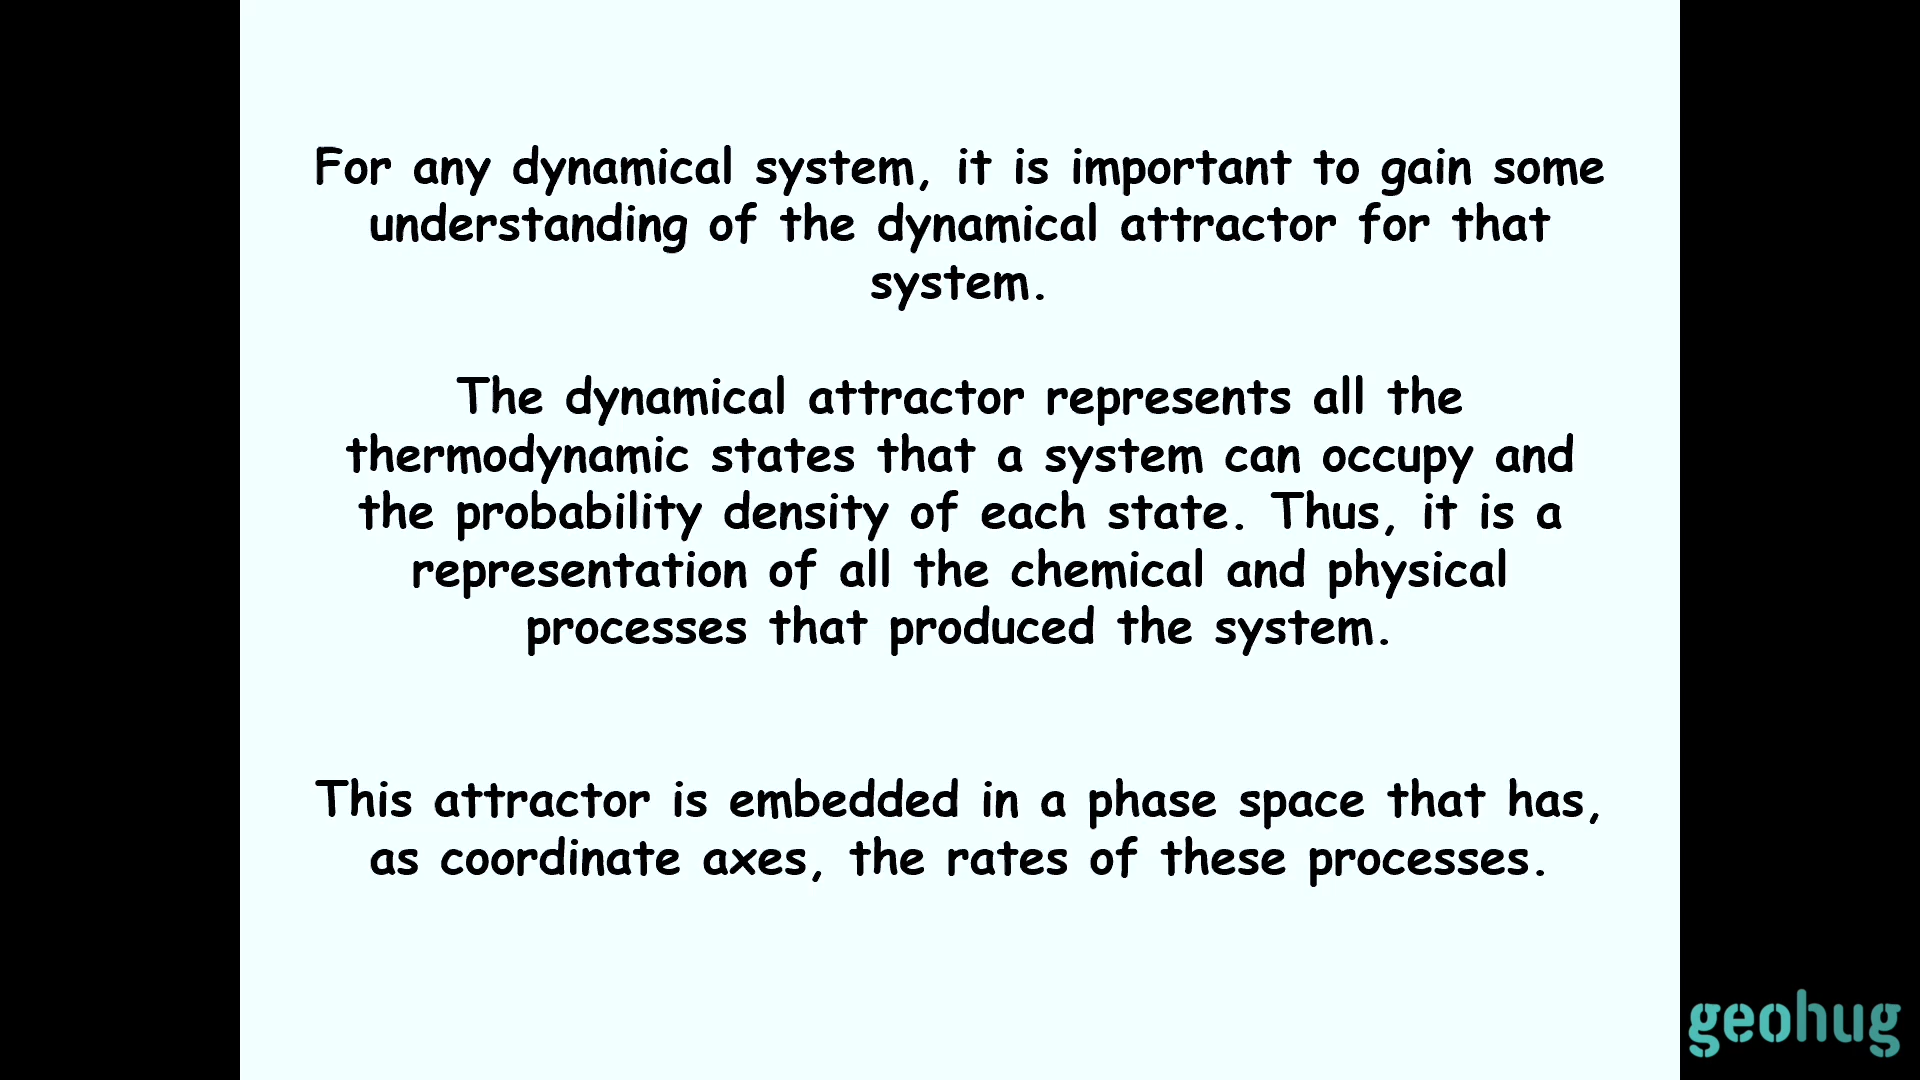 For any dynamical system, it is important to gain some
understanding of the dynamical attractor for that
system.
The dynamical attractor represents all the
thermodynamic states that a system can occupy and
the probability density of each state. Thus, it is a
representation of all the chemical and physical
processes that produced the system.
This attractor is embedded in a phase space that has,
as coordinate axes, the rates of these processes.
geohug